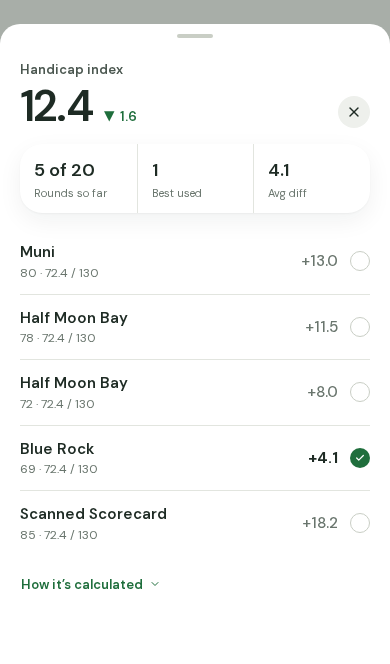 Handicap index
12.4 ▼ 1.6
5 of 20
Rounds so far
1
Best used
4.1
Avg diff
Muni
80 · 72.4 / 130
+13.0
Half Moon Bay
78 · 72.4 / 130
+11.5
Half Moon Bay
72 · 72.4 / 130
+8.0
Blue Rock
69 · 72.4 / 130
+4.1
Scanned Scorecard
85 · 72.4 / 130
+18.2
How it’s calculated